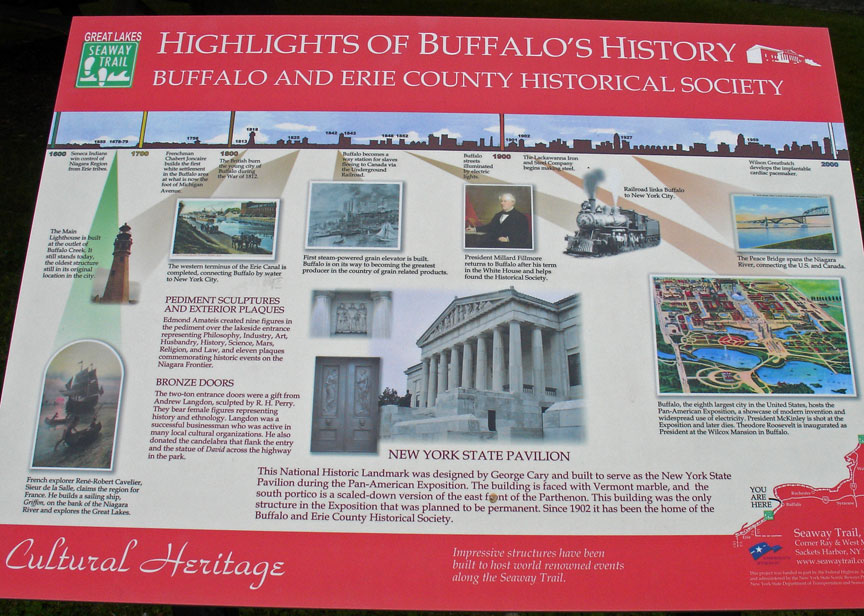 GREAT LAKES
SEAWAY
TRAIL
HIGHLIGHTS OF BUFFALO'S HISTORY
BUFFALO AND ERIE COUNTY HISTORICAL SOCIETY
1600
1700
1800
1900
2000
1813
1818
1825
1842
1843
1848
1852
1901
1902
1927
Seneca Indians
win control of
Niagara Region
from Erie tribes.
Frenchman
Chabert Joncaire
builds the first
white settlement
in the Buffalo area
at what is now the
foot of Michigan
Avenue.
The British burn
the young city of
Buffalo during
the War of 1812.
Buffalo becomes a
way station for slaves
fleeing to Canada via
the Underground
Railroad.
Buffalo
streets
illuminated
by electric
lights.
The Lackawanna Iron
and Steel Company
begins making steel.
Wilson Greatbatch
develops the implantable
cardiac pacemaker.
Railroad links Buffalo
to New York City.
The Main
Lighthouse is built
at the outlet of
Buffalo Creek. It
still stands today,
the oldest structure
still in its original
location in the city.
The western terminus of the Erie Canal is
completed, connecting Buffalo by water
to New York City.
First steam-powered grain elevator is built.
Buffalo is on its way to becoming the greatest
producer in the country of grain related products.
President Millard Fillmore
returns to Buffalo after his term
in the White House and helps
found the Historical Society.
The Peace Bridge spans the Niagara
River, connecting the U.S. and Canada.
PEDIMENT SCULPTURES
AND EXTERIOR PLAQUES
Edmond Amateis created nine figures in
the pediment over the lakeside entrance
representing Philosophy, Industry, Art,
Husbandry, History, Science, Mars,
Religion, and Law, and eleven plaques
commemorating historic events on the
Niagara Frontier.
BRONZE DOORS
The two-ton entrance doors were a gift from
Andrew Langdon, sculpted by R. H. Perry.
They bear female figures representing
history and ethnology. Langdon was a
successful businessman who was active in
many local cultural organizations. He also
donated the candelabra that flank the entry
and the statue of David across the highway
in the park.
Buffalo, the eighth largest city in the United States, hosts the
Pan-American Exposition, a showcase of modern invention and
widespread use of electricity. President McKinley is shot at the
Exposition and later dies. Theodore Roosevelt is inaugurated as
President at the Wilcox Mansion in Buffalo.
French explorer René-Robert Cavelier,
Sieur de la Salle, claims the region for
France. He builds a sailing ship,
Griffon, on the bank of the Niagara
River and explores the Great Lakes.
NEW YORK STATE PAVILION
This National Historic Landmark was designed by George Cary and built to serve as the New York State
Pavilion during the Pan-American Exposition. The building is faced with Vermont marble, and the
south portico is a scaled-down version of the east front of the Parthenon. This building was the only
structure in the Exposition that was planned to be permanent. Since 1902 it has been the home of the
Buffalo and Erie County Historical Society.
YOU
ARE
HERE
Rochester
Buffalo
Syracuse
Erie
Cultural Heritage
Impressive structures have been
built to host world renowned events
along the Seaway Trail.
Seaway Trail,
Corner Ray & West M
Sackets Harbor, NY
www.seawaytrail.co